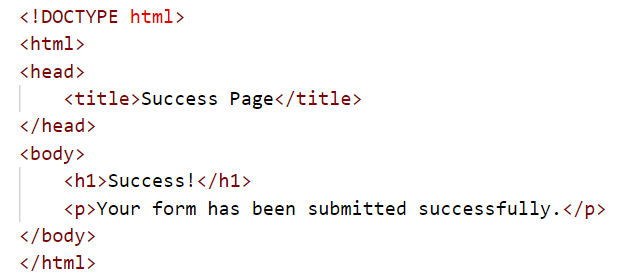 <!DOCTYPE html>
<html>
<head>
    <title>Success Page</title>
</head>
<body>
    <h1>Success!</h1>
    <p>Your form has been submitted successfully.</p>
</body>
</html>